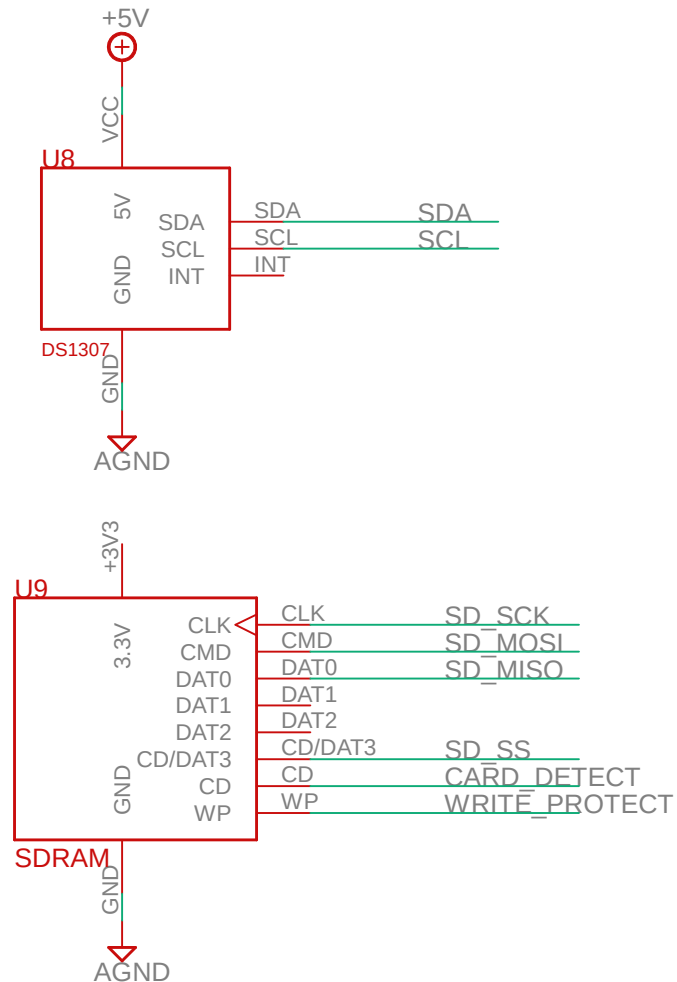 +5V
VCC
U8
5V
SDA SDA SDA
SCL SCL SCL
INT INT
GND
DS1307
GND
AGND
+3V3
U9
3.3V
CLK CLK SD_SCK
CMD CMD SD_MOSI
DAT0 DAT0 SD_MISO
DAT1 DAT1
DAT2 DAT2
CD/DAT3 CD/DAT3 SD_SS
GND
CD CD CARD_DETECT
WP WP WRITE_PROTECT
SDRAM
GND
AGND